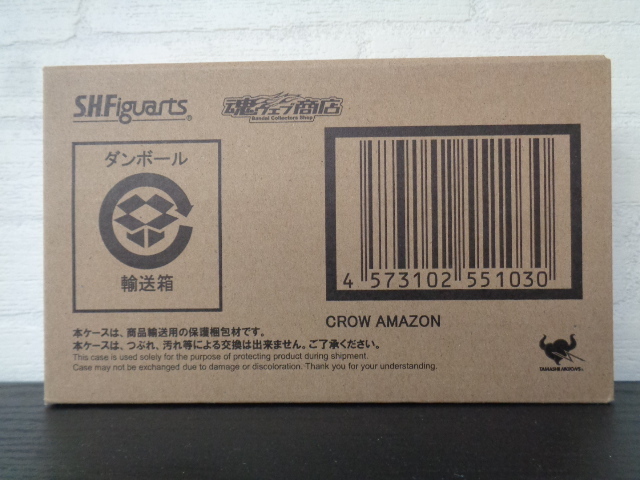 S.H.Figuarts®
魂ウェブ商店
Bandai Collectors Shop
ダンボール
輸送箱
4 573102 551030
CROW AMAZON
本ケースは、商品輸送用の保護梱包材です。
本ケースは、つぶれ、汚れ等による交換は出来ません。ご了承ください。
This case is used solely for the purpose of protecting product during shipment.
Case may not be exchanged due to damage or discoloration. Thank you for your understanding.
TAMASHII NATIONS